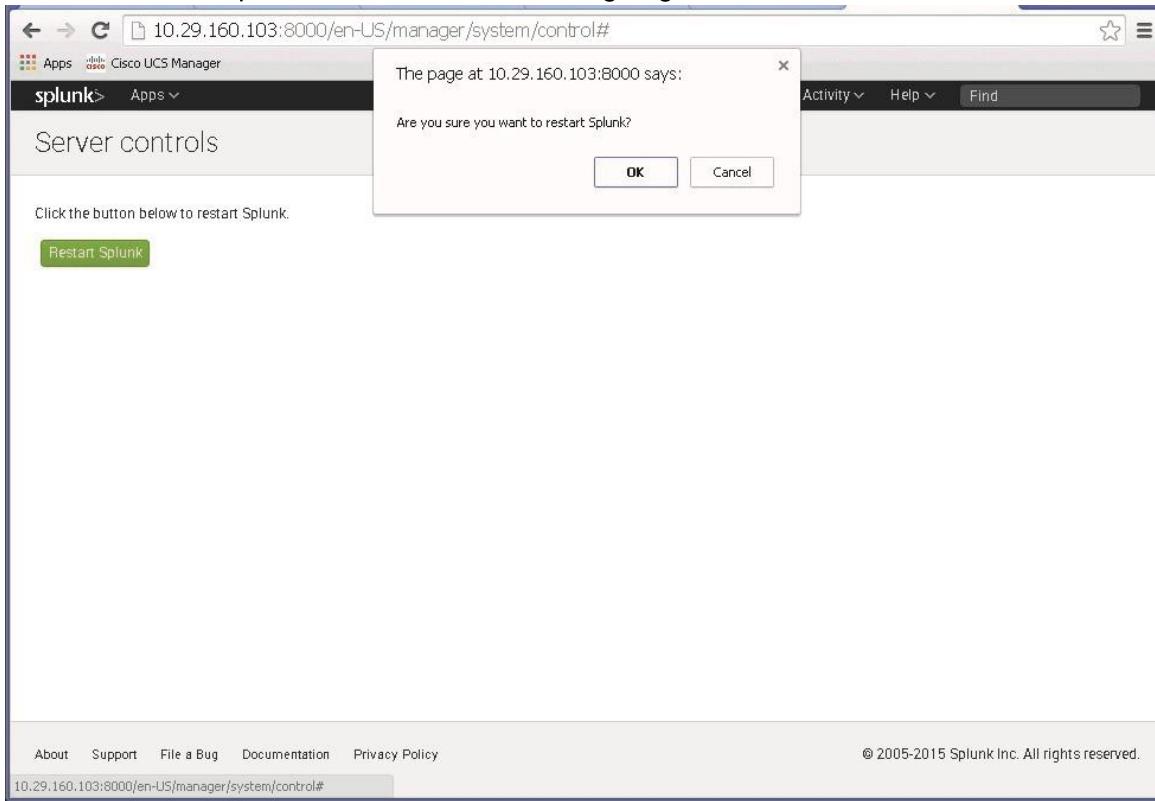 10.29.160.103:8000/en-US/manager/system/control#
Apps Cisco UCS Manager
splunk> Apps Activity Help Find
The page at 10.29.160.103:8000 says:
Are you sure you want to restart Splunk?
OK Cancel
Server controls
Click the button below to restart Splunk.
Restart Splunk
About Support File a Bug Documentation Privacy Policy © 2005-2015 Splunk Inc. All rights reserved.
10.29.160.103:8000/en-US/manager/system/control#